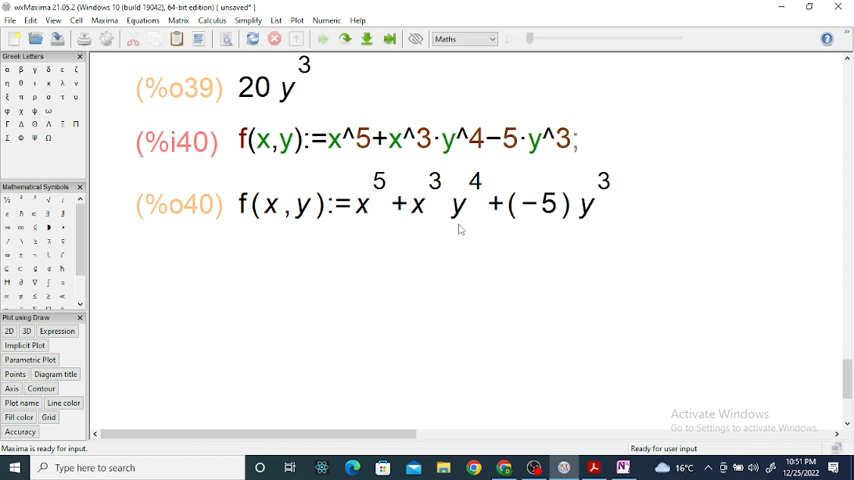 wxMaxima 21.05.2 (Windows 10 (build 19042), 64-bit edition) [ unsaved* ]
File Edit View Cell Maxima Equations Matrix Calculus Simplify List Plot Numeric Help
Maths
Greek Letters
α β γ δ ε ζ
η θ ι κ λ ν
ξ π ρ σ τ υ
φ χ ψ ω
Γ Δ Θ Λ Ξ Π
Σ Φ Ψ Ω
Mathematical Symbols
Plot using Draw
2D 3D Expression
Implicit Plot
Parametric Plot
Points Diagram title
Axis Contour
Plot name Line color
Fill color Grid
Accuracy
(%o39) 20 y^3
(%i40) f(x,y):=x^5+x^3·y^4−5·y^3;
(%o40) f(x,y):=x^5+x^3 y^4+(−5) y^3
Activate Windows
Go to Settings to activate Windows.
Maxima is ready for input. Ready for user input
Type here to search 16°C 10:51 PM
12/25/2022